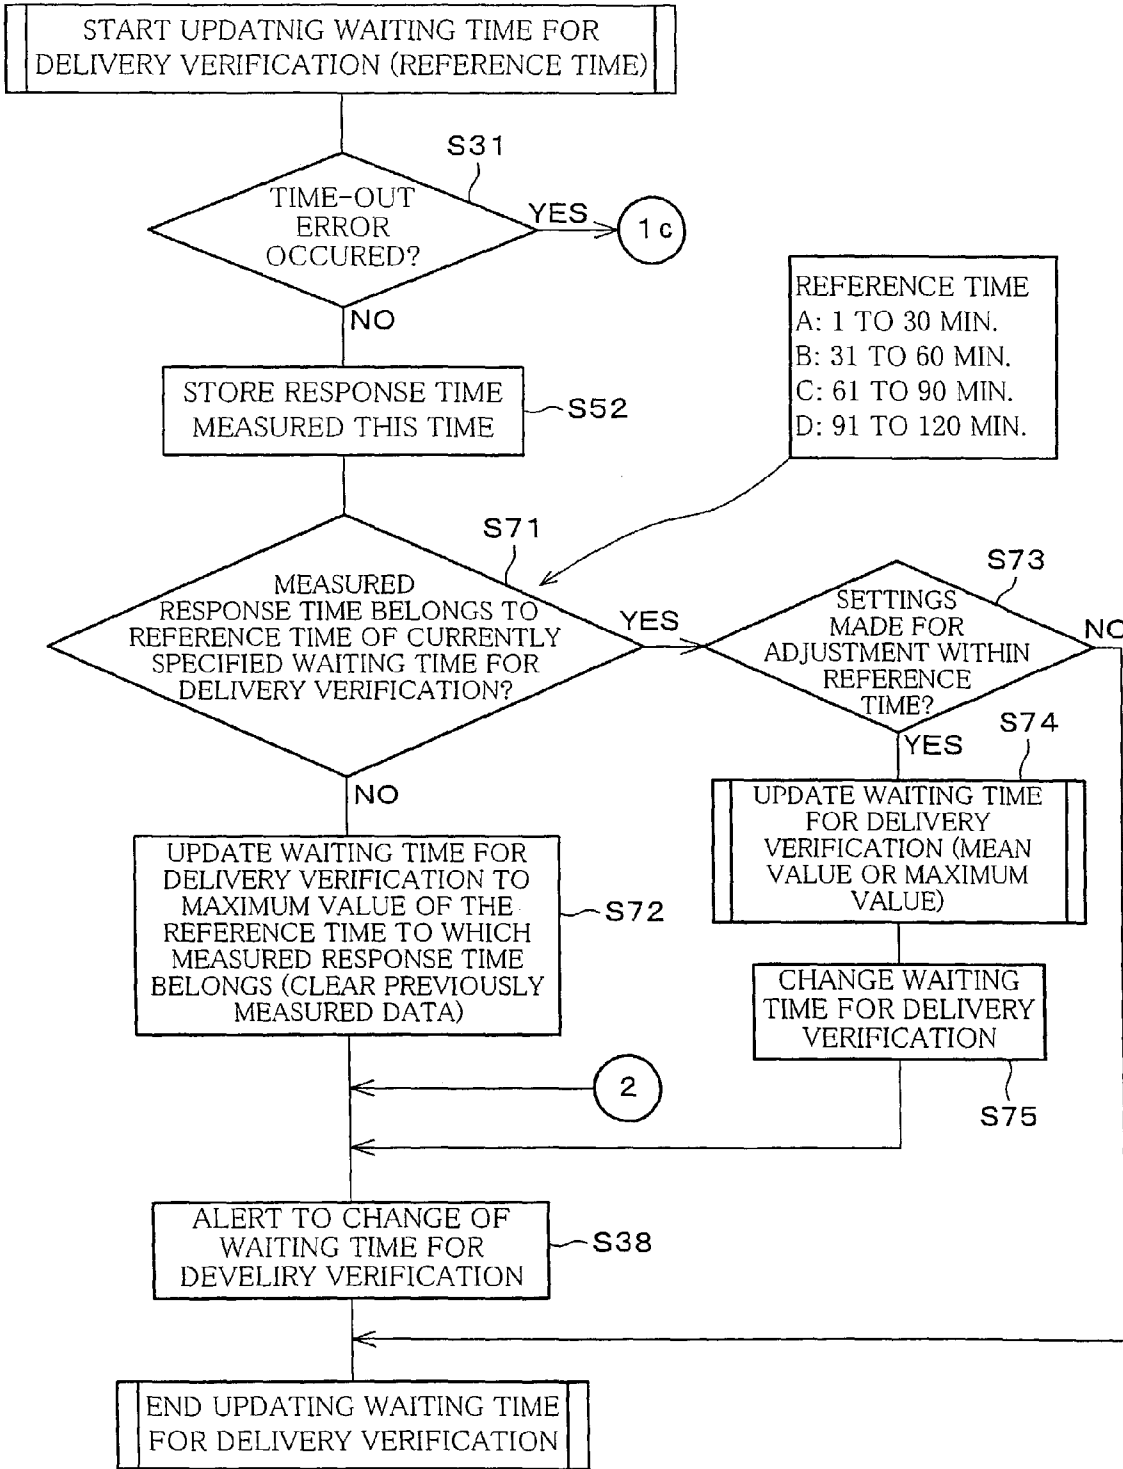 START UPDATNIG WAITING TIME FOR
DELIVERY VERIFICATION (REFERENCE TIME)
S31
TIME-OUT
ERROR
OCCURED?
YES
1c
NO
REFERENCE TIME
A: 1 TO 30 MIN.
B: 31 TO 60 MIN.
C: 61 TO 90 MIN.
D: 91 TO 120 MIN.
STORE RESPONSE TIME
MEASURED THIS TIME
S52
S71
MEASURED
RESPONSE TIME BELONGS TO
REFERENCE TIME OF CURRENTLY
SPECIFIED WAITING TIME FOR
DELIVERY VERIFICATION?
YES
S73
SETTINGS
MADE FOR
ADJUSTMENT WITHIN
REFERENCE
TIME?
NO
YES
S74
UPDATE WAITING TIME
FOR DELIVERY
VERIFICATION (MEAN
VALUE OR MAXIMUM
VALUE)
NO
UPDATE WAITING TIME FOR
DELIVERY VERIFICATION TO
MAXIMUM VALUE OF THE
REFERENCE TIME TO WHICH
MEASURED RESPONSE TIME
BELONGS (CLEAR PREVIOUSLY
MEASURED DATA)
S72
CHANGE WAITING
TIME FOR DELIVERY
VERIFICATION
S75
2
ALERT TO CHANGE OF
WAITING TIME FOR
DEVELIRY VERIFICATION
S38
END UPDATING WAITING TIME
FOR DELIVERY VERIFICATION